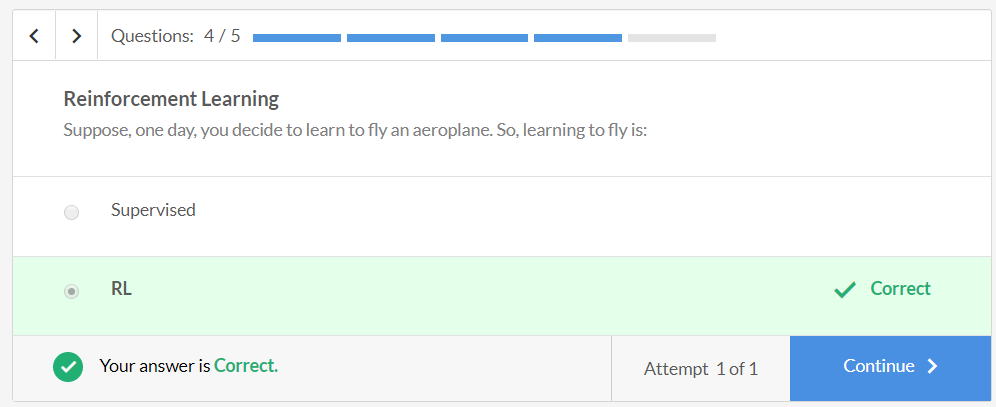 Questions: 4 / 5
Reinforcement Learning
Suppose, one day, you decide to learn to fly an aeroplane. So, learning to fly is:
Supervised
RL
Correct
Your answer is Correct.
Attempt 1 of 1
Continue